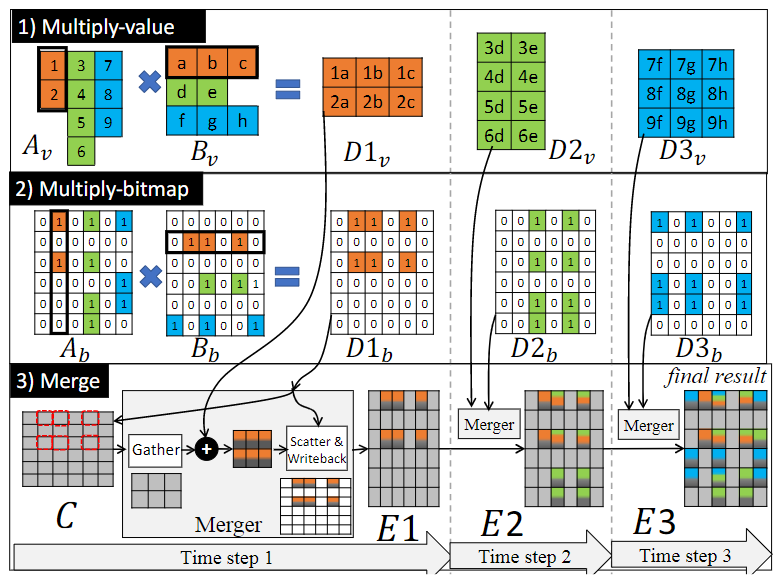 1) Multiply-value
1 3 7
2 4 8
5 9
6
A_v
a b c
d e
f g h
B_v
1a 1b 1c
2a 2b 2c
D1_v
3d 3e
4d 4e
5d 5e
6d 6e
D2_v
7f 7g 7h
8f 8g 8h
9f 9g 9h
D3_v
2) Multiply-bitmap
0 1 0 1 0 1
0 0 0 0 0 0
0 1 0 1 0 0
0 0 0 0 0 1
0 0 0 1 0 1
0 0 0 1 0 0
A_b
0 0 0 0 0 0
0 1 1 0 1 0
0 0 0 0 0 0
0 0 1 0 1 1
0 0 0 0 0 0
1 0 1 0 0 1
B_b
0 1 1 0 1 0
0 0 0 0 0 0
0 1 1 0 1 0
0 0 0 0 0 0
0 0 0 0 0 0
0 0 0 0 0 0
D1_b
0 0 1 0 1 0
0 0 0 0 0 0
0 0 1 0 1 0
0 0 0 0 0 0
0 0 1 0 1 0
0 0 1 0 1 0
D2_b
1 0 1 0 0 1
0 0 0 0 0 0
0 0 0 0 0 0
1 0 1 0 0 1
1 0 1 0 0 1
0 0 0 0 0 0
D3_b
3) Merge
final result
C
Gather
+
Scatter &
Writeback
Merger
E1
Merger
E2
Merger
E3
Time step 1
Time step 2
Time step 3